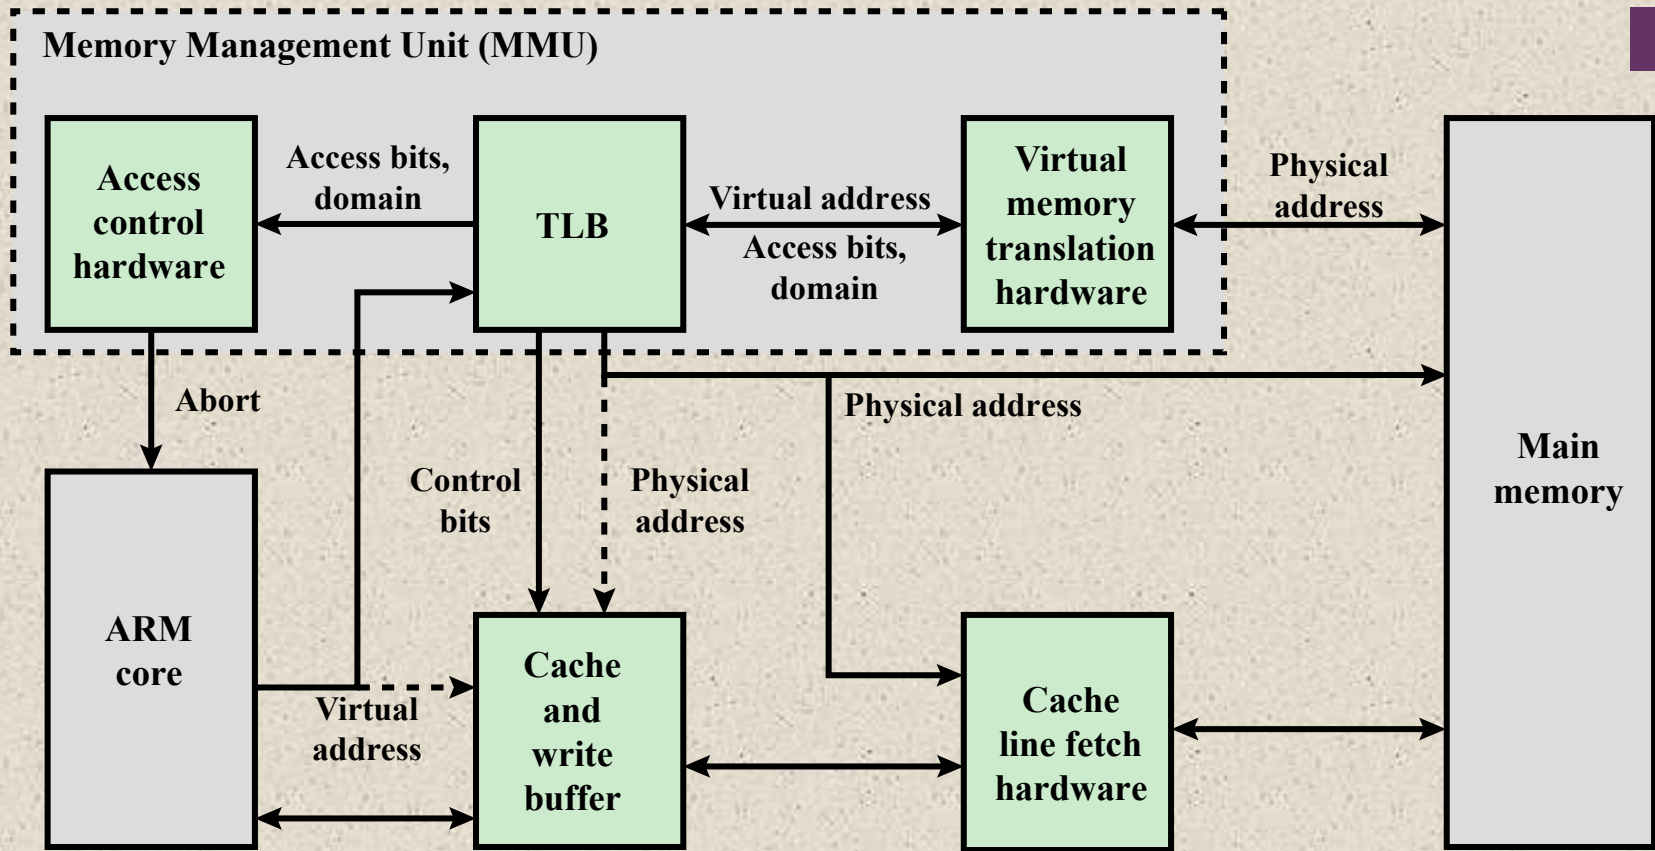 Memory Management Unit (MMU)
Access
control
hardware
Access bits,
domain
TLB
Virtual address
Access bits,
domain
Virtual
memory
translation
hardware
Physical
address
Abort
Physical address
Control
bits
Physical
address
Main
memory
ARM
core
Virtual
address
Cache
and
write
buffer
Cache
line fetch
hardware